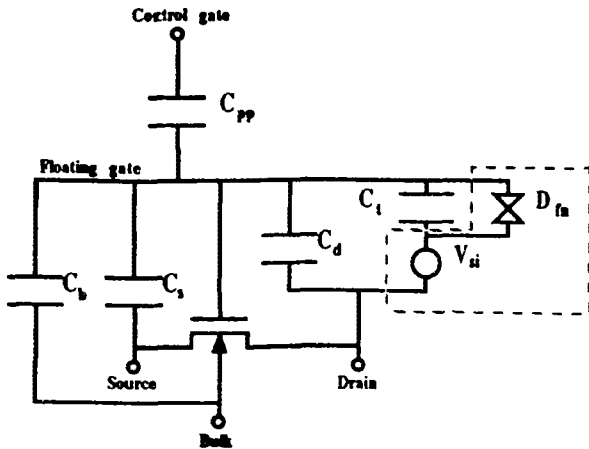 Control gate
C_pp
Floating gate
C_t
D_fn
C_d
V_si
C_b
C_s
Source
Drain
Bulk